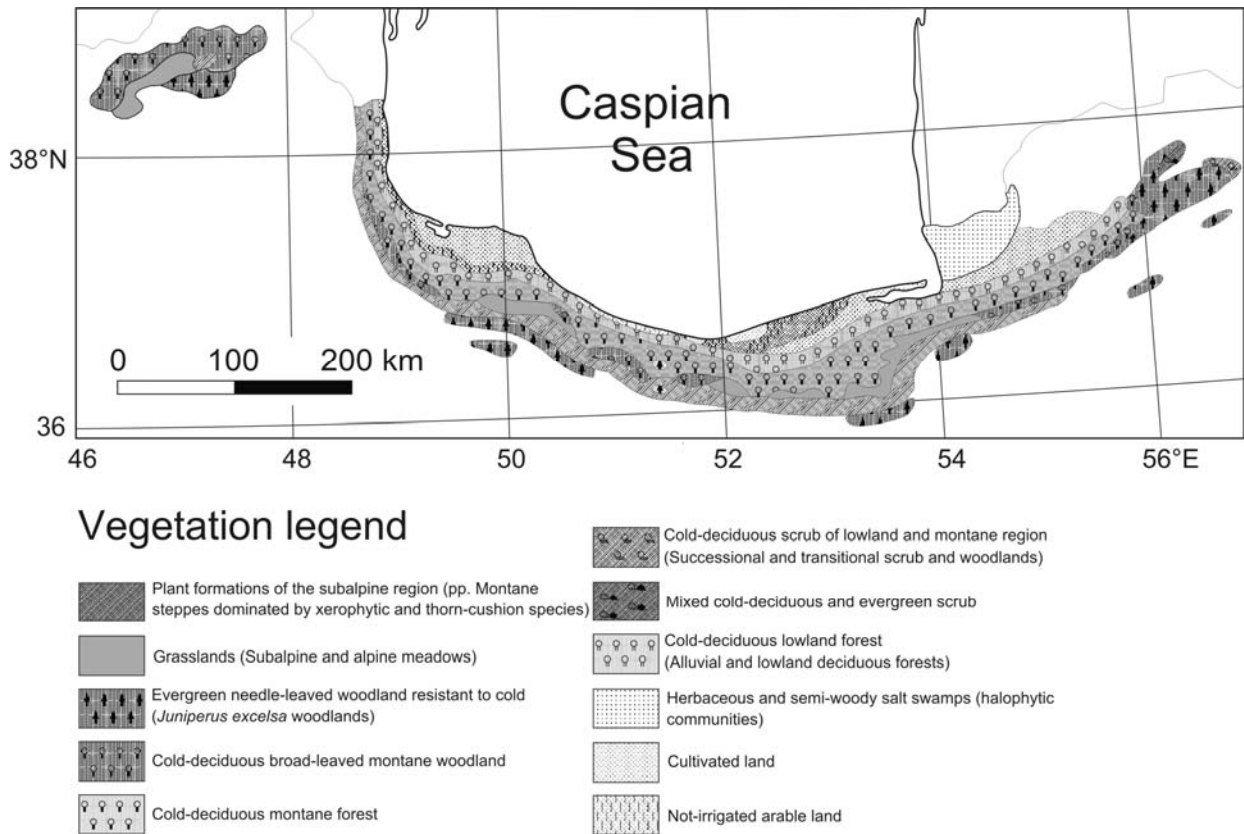 Caspian
Sea
38°N
0 100 200 km
36
46 48 50 52 54 56°E
Vegetation legend
Plant formations of the subalpine region (pp. Montane
steppes dominated by xerophytic and thorn-cushion species)
Grasslands (Subalpine and alpine meadows)
Evergreen needle-leaved woodland resistant to cold
(Juniperus excelsa woodlands)
Cold-deciduous broad-leaved montane woodland
Cold-deciduous montane forest
Cold-deciduous scrub of lowland and montane region
(Successional and transitional scrub and woodlands)
Mixed cold-deciduous and evergreen scrub
Cold-deciduous lowland forest
(Alluvial and lowland deciduous forests)
Herbaceous and semi-woody salt swamps (halophytic
communities)
Cultivated land
Not-irrigated arable land